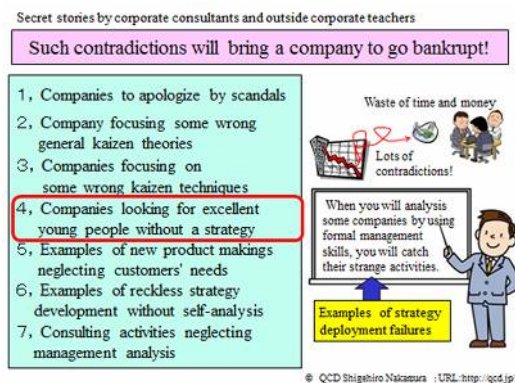 Secret stories by corporate consultants and outside corporate teachers
Such contradictions will bring a company to go bankrupt!
1, Companies to apologize by scandals
2, Company focusing some wrong
general kaizen theories
3, Companies focusing on
some wrong kaizen techniques
4, Companies looking for excellent
young people without a strategy
5, Examples of new product makings
neglecting customers' needs
6, Examples of reckless strategy
development without self-analysis
7, Consulting activities neglecting
management analysis
Waste of time and money
Lots of
contradictions!
When you will analysis
some companies by using
formal management
skills, you will catch
their strange activities.
Examples of strategy
deployment failures
© QCD Shigehiro Nakamura : URL:http://qcd.jp/